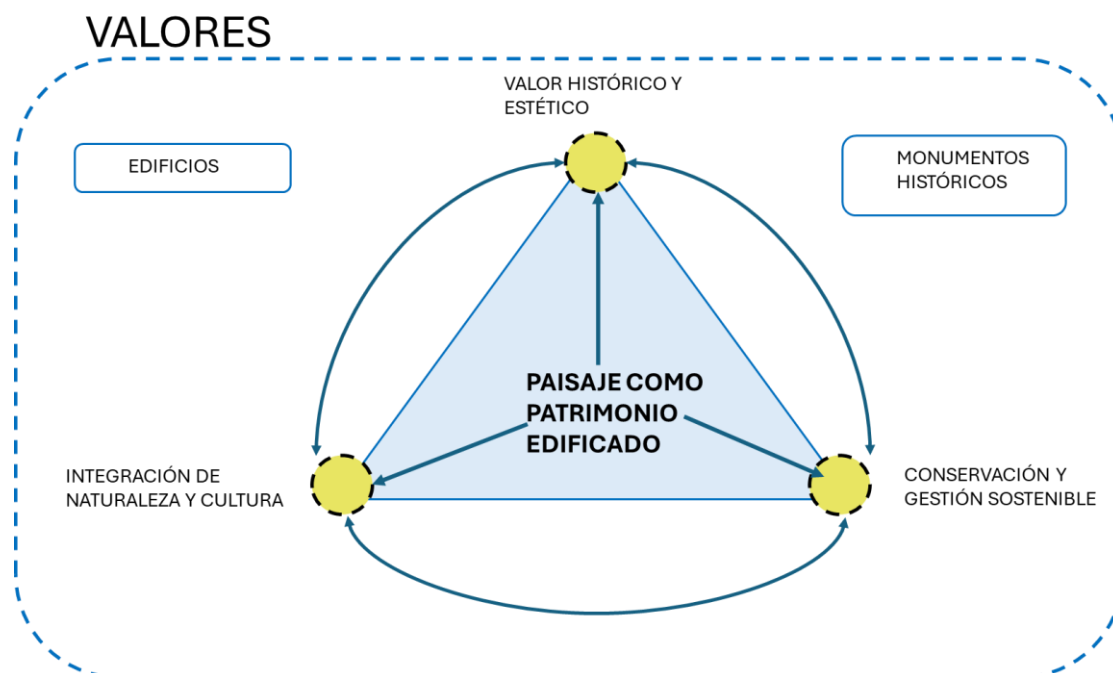 VALORES
VALOR HISTÓRICO Y
ESTÉTICO
EDIFICIOS
MONUMENTOS
HISTÓRICOS
PAISAJE COMO
PATRIMONIO
EDIFICADO
INTEGRACIÓN DE
NATURALEZA Y CULTURA
CONSERVACIÓN Y
GESTIÓN SOSTENIBLE